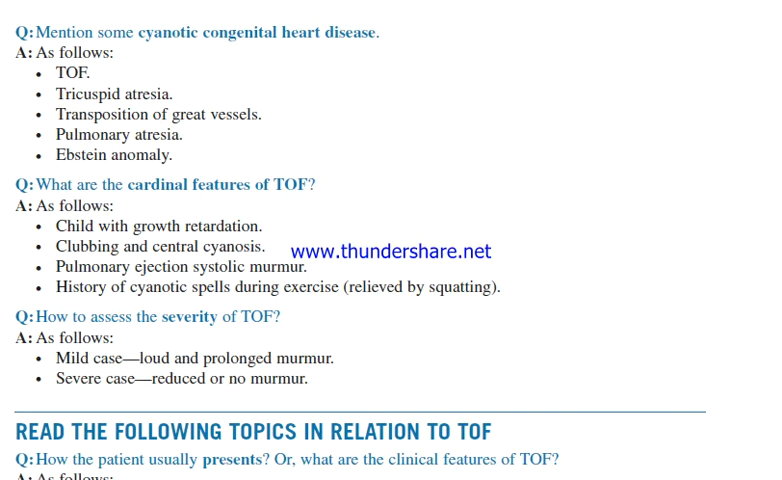 Q: Mention some cyanotic congenital heart disease.
A: As follows:
• TOF.
• Tricuspid atresia.
• Transposition of great vessels.
• Pulmonary atresia.
• Ebstein anomaly.
Q: What are the cardinal features of TOF?
A: As follows:
• Child with growth retardation.
• Clubbing and central cyanosis.
www.thundershare.net
• Pulmonary ejection systolic murmur.
• History of cyanotic spells during exercise (relieved by squatting).
Q: How to assess the severity of TOF?
A: As follows:
• Mild case—loud and prolonged murmur.
• Severe case—reduced or no murmur.
READ THE FOLLOWING TOPICS IN RELATION TO TOF
Q: How the patient usually presents? Or, what are the clinical features of TOF?
A: As follows: